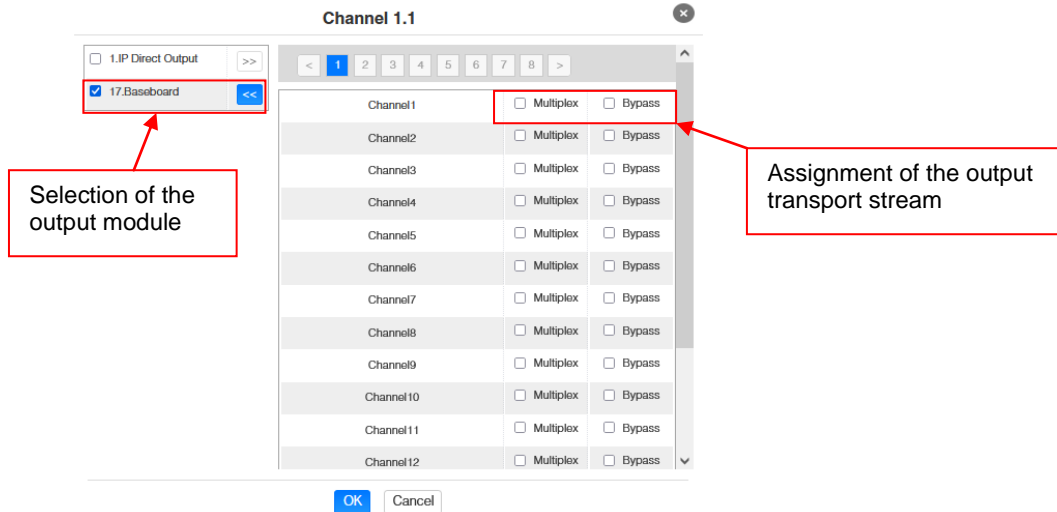 Channel 1.1
1.IP Direct Output >>
17.Baseboard <<
< 1 2 3 4 5 6 7 8 >
Channel1 Multiplex Bypass
Channel2 Multiplex Bypass
Channel3 Multiplex Bypass
Channel4 Multiplex Bypass
Channel5 Multiplex Bypass
Channel6 Multiplex Bypass
Channel7 Multiplex Bypass
Channel8 Multiplex Bypass
Channel9 Multiplex Bypass
Channel10 Multiplex Bypass
Channel11 Multiplex Bypass
Channel12 Multiplex Bypass
Selection of the
output module
Assignment of the output
transport stream
OK Cancel